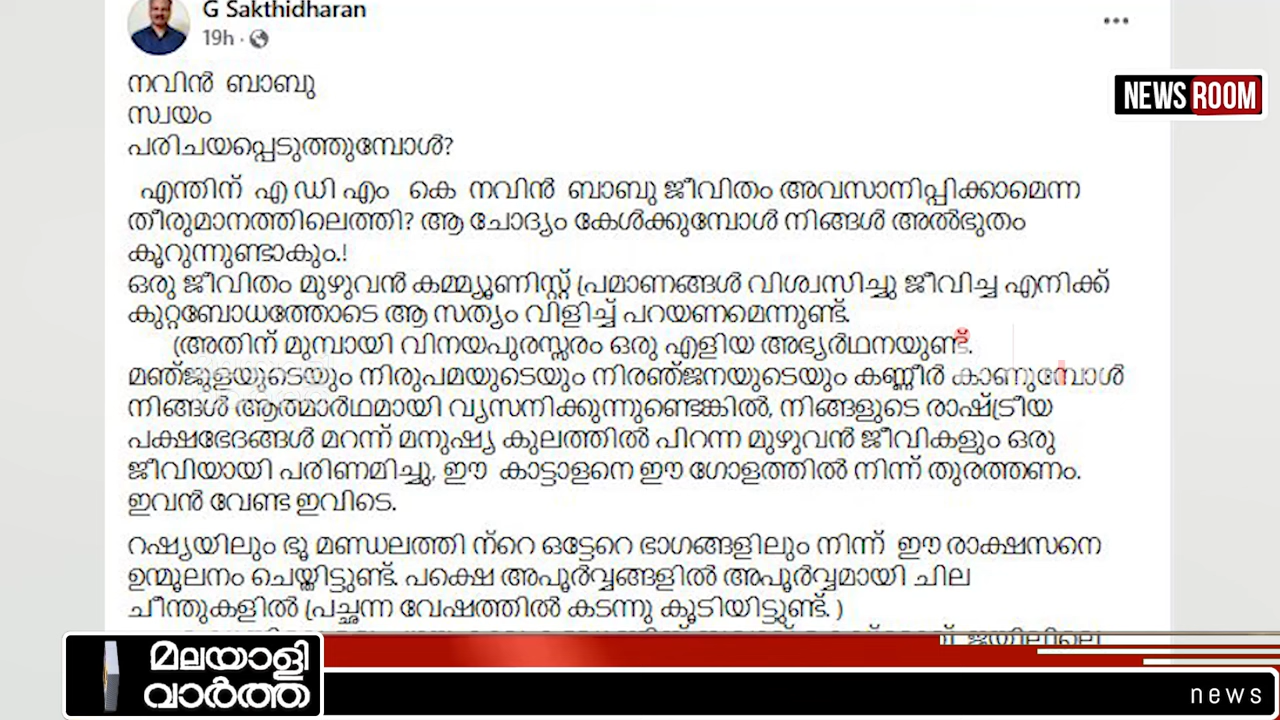 G Sakthidharan
19h
NEWS ROOM
നവിൻ ബാബു
സ്വയം
പരിചയപ്പെടുത്തുമ്പോൾ?
എന്തിന് എ ഡി എം കെ നവിൻ ബാബു ജീവിതം അവസാനിപ്പിക്കാമെന്ന
തീരുമാനത്തിലെത്തി? ആ ചോദ്യം കേൾക്കുമ്പോൾ നിങ്ങൾ അൽഭുതം
കൂറുന്നുണ്ടാകും.!
ഒരു ജീവിതം മുഴുവൻ കമ്മ്യൂണിസ്റ്റ് പ്രമാണങ്ങൾ വിശ്വസിച്ചു ജീവിച്ച എനിക്ക്
കുറ്റബോധത്തോടെ ആ സത്യം വിളിച്ച് പറയണമെന്നുണ്ട്.
(അതിന് മുമ്പായി വിനയപുരസ്സരം ഒരു എളിയ അഭ്യർഥനയുണ്ട്.
മഞ്ജുളയുടെയും നിരുപമയുടെയും നിരഞ്ജനയുടെയും കണ്ണീർ കാണുമ്പോൾ
നിങ്ങൾ ആത്മാർഥമായി വ്യസനിക്കുന്നുണ്ടെങ്കിൽ, നിങ്ങളുടെ രാഷ്ട്രീയ
പക്ഷഭേദങ്ങൾ മറന്ന് മനുഷ്യ കുലത്തിൽ പിറന്ന മുഴുവൻ ജീവികളും ഒരു
ജീവിയായി പരിണമിച്ചു, ഈ കാട്ടാളനെ ഈ ഗോളത്തിൽ നിന്ന് തുരത്തണം.
ഇവൻ വേണ്ട ഇവിടെ.
റഷ്യയിലും ഭൂ മണ്ഡലത്തി ന്റെ ഒട്ടേറെ ഭാഗങ്ങളിലും നിന്ന് ഈ രാക്ഷസനെ
ഉന്മൂലനം ചെയ്തിട്ടുണ്ട്. പക്ഷെ അപൂർവ്വങ്ങളിൽ അപൂർവ്വമായി ചില
ചീന്തുകളിൽ പ്രച്ഛന്ന വേഷത്തിൽ കടന്നു കൂടിയിട്ടുണ്ട്. )
മലയാളി
വാർത്ത
news